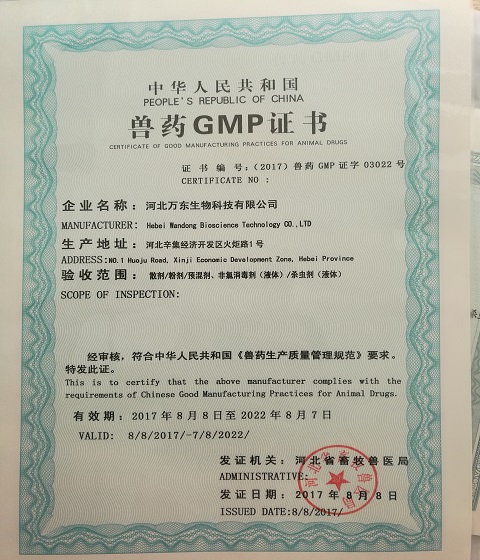 中华人民共和国
PEOPLE'S REPUBLIC OF CHINA
兽药GMP证书
CERTIFICATE OF GOOD MANUFACTURING PRACTICES FOR ANIMAL DRUGS
证书编号：（2017）兽药GMP证字03022号
CERTIFICATE NO :
企业名称：河北万东生物科技有限公司
MANUFACTURER: Hebei Wandong Bioscience Technology CO.,LTD
生产地址：河北辛集经济开发区火炬路1号
ADDRESS:NO.1 Huoju Road, Xinji Economic Development Zone, Hebei Province
验收范围：散剂/粉剂/预混剂、非氯消毒剂（液体）/杀虫剂（液体）
SCOPE OF INSPECTION:
经审核，符合中华人民共和国《兽药生产质量管理规范》要求。
特发此证。
This is to certify that the above manufacturer complies with the
requirements of Chinese Good Manufacturing Practices for Animal Drugs.
有效期：2017年8月8日至2022年8月7日
VALID: 8/8/2017/-7/8/2022/
发证机关：河北省畜牧兽医局
ADMINISTRATIVE:
发证日期：2017年8月8日
ISSUED DATE:8/8/2017/